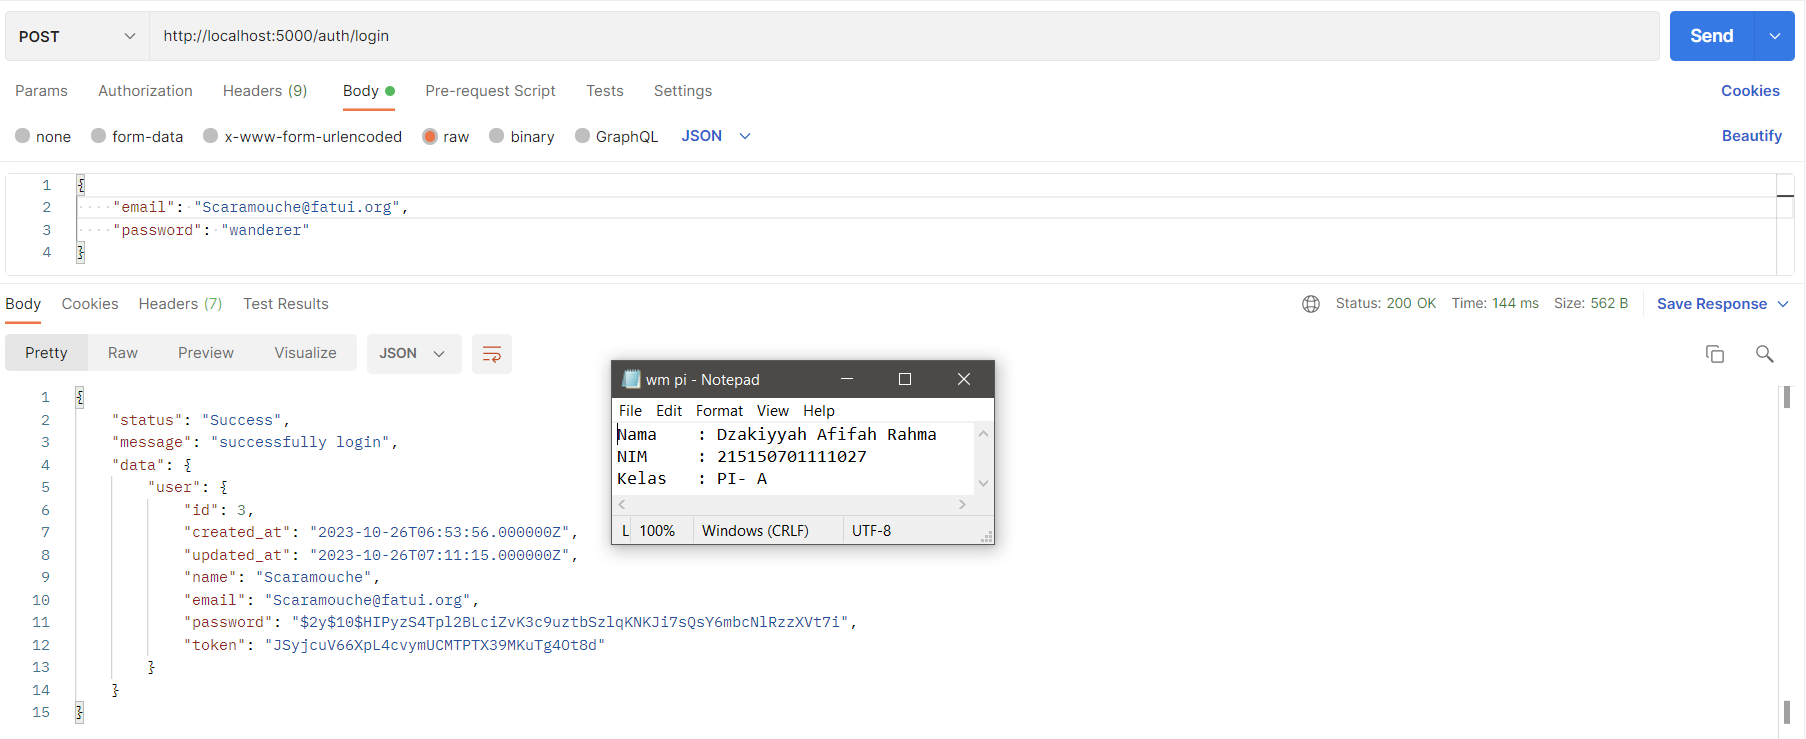 POST http://localhost:5000/auth/login Send
Params Authorization Headers (9) Body Pre-request Script Tests Settings Cookies
none form-data x-www-form-urlencoded raw binary GraphQL JSON Beautify
1 {
2 "email": "Scaramouche@fatui.org",
3 "password": "wanderer"
4 }
Body Cookies Headers (7) Test Results Status: 200 OK Time: 144 ms Size: 562 B Save Response
Pretty Raw Preview Visualize JSON
1 {
2 "status": "Success",
3 "message": "successfully login",
4 "data": {
5 "user": {
6 "id": 3,
7 "created_at": "2023-10-26T06:53:56.000000Z",
8 "updated_at": "2023-10-26T07:11:15.000000Z",
9 "name": "Scaramouche",
10 "email": "Scaramouche@fatui.org",
11 "password": "$2y$10$HIPyzS4Tpl2BLciZvK3c9uztbSzlqKNKJi7sQsY6mbcNlRzzXVt7i",
12 "token": "JSyjcuV66XpL4cvymUCMTPTX39MKuTg4Ot8d"
13 }
14 }
15 }
wm pi - Notepad
File Edit Format View Help
Nama : Dzakiyyah Afifah Rahma
NIM : 215150701111027
Kelas : PI- A
L 100% Windows (CRLF) UTF-8